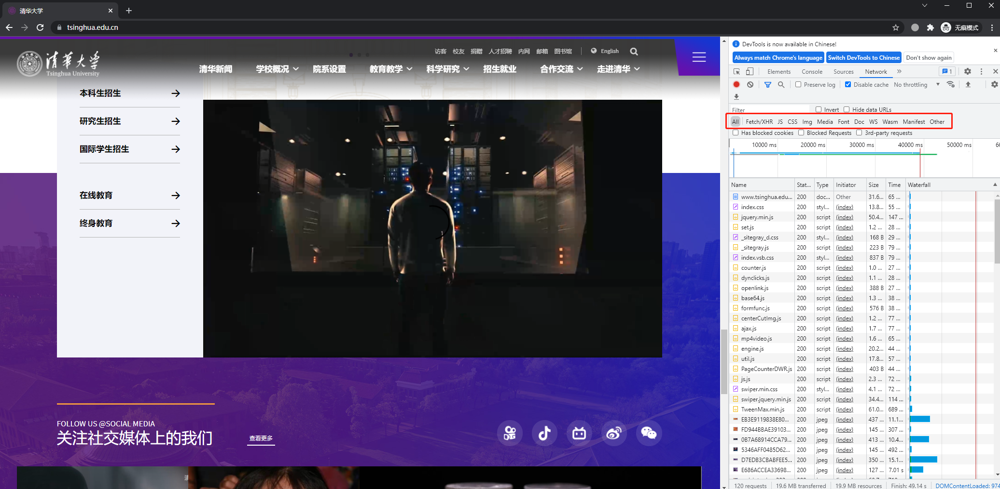 清华大学
tsinghua.edu.cn
无痕模式
清華大学
Tsinghua University
访客 校友 捐赠 人才招聘 内网 邮箱 图书馆 English
清华新闻 学校概况 院系设置 教育教学 科学研究 招生就业 合作交流 走进清华
本科生招生
研究生招生
国际学生招生
在线教育
终身教育
FOLLOW US @SOCIAL MEDIA
关注社交媒体上的我们
查看更多
DevTools is now available in Chinese!
Always match Chrome's language Switch DevTools to Chinese Don't show again
Elements Console Sources Network » 1
Preserve log Disable cache No throttling
Filter Invert Hide data URLs
All Fetch/XHR JS CSS Img Media Font Doc WS Wasm Manifest Other
Has blocked cookies Blocked Requests 3rd-party requests
10000 ms 20000 ms 30000 ms 40000 ms 50000 ms
Name Stat... Type Initiator Size Time Waterfall
www.tsinghua.edu... 200 doc... Other 31.6... 65 ...
index.css 200 styl... (index) 13.8... 55 ...
jquery.min.js 200 script (index) 50.4... 147 ...
set.js 200 script (index) 1.2 ... 28 ...
_sitegray_d.css 200 styl... (index) 168 B 29 ...
_sitegray.js 200 script (index) 223 B 79 ...
index.vsb.css 200 styl... (index) 837 B 79 ...
counter.js 200 script (index) 1.0 ... 27 ...
dynclicks.js 200 script (index) 1.1 ... 28 ...
openlink.js 200 script (index) 388 B 27 ...
base64.js 200 script (index) 1.3 ... 38 ...
formfunc.js 200 script (index) 576 B 38 ...
centerCutImg.js 200 script (index) 1.2 ... 77 ...
ajax.js 200 script (index) 1.7 ... 77 ...
mp4video.js 200 script (index) 1.6 ... 65 ...
engine.js 200 script (index) 20.2... 44 ...
util.js 200 script (index) 17.8... 57 ...
PageCounterDWR.js 200 script (index) 403 B 44 ...
js.js 200 script (index) 2.3 ... 72 ...
swiper.min.css 200 styl... (index) 4.1 ... 72 ...
swiper.jquery.min.js 200 script (index) 34.4... 114 ...
TweenMax.min.js 200 script (index) 61.0... 689 ...
EB3E9119838E80... 200 jpeg (index) 437 ... 11.1...
FD944BBAE39103... 200 jpeg (index) 145 ... 307 ...
0B7A68914CCA79... 200 jpeg (index) 413 ... 10.4...
5346AFF0485D62... 200 jpeg (index) 145 ... 492 ...
D7EDB3CBABFEE5... 200 jpeg (index) 350 ... 15.1...
E686ACCEA33698... 200 jpeg (index) 127 ... 7.01 s
120 requests 19.6 MB transferred 19.9 MB resources Finish: 49.14 s DOMContentLoaded: 974